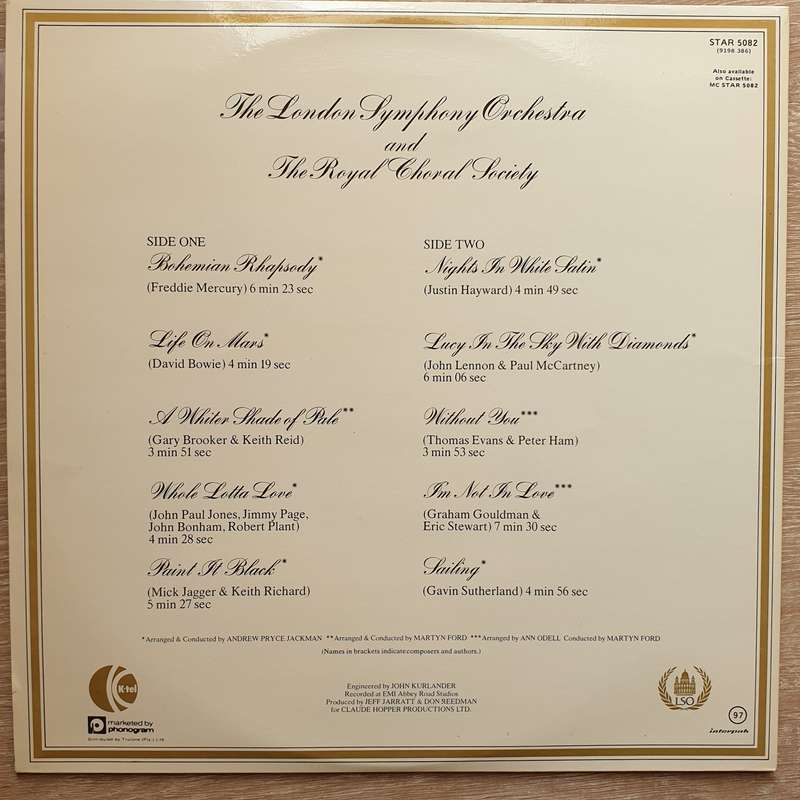 STAR 5082
(9198 386)
Also available
on Cassette:
MC STAR 5082
The London Symphony Orchestra
and
The Royal Choral Society
SIDE ONE
Bohemian Rhapsody*
(Freddie Mercury) 6 min 23 sec
Life On Mars*
(David Bowie) 4 min 19 sec
A Whiter Shade of Pale**
(Gary Brooker & Keith Reid)
3 min 51 sec
Whole Lotta Love*
(John Paul Jones, Jimmy Page,
John Bonham, Robert Plant)
4 min 28 sec
Paint It Black*
(Mick Jagger & Keith Richard)
5 min 27 sec
SIDE TWO
Nights In White Satin*
(Justin Hayward) 4 min 49 sec
Lucy In The Sky With Diamonds*
(John Lennon & Paul McCartney)
6 min 06 sec
Without You***
(Thomas Evans & Peter Ham)
3 min 53 sec
I'm Not In Love***
(Graham Gouldman &
Eric Stewart) 7 min 30 sec
Sailing*
(Gavin Sutherland) 4 min 56 sec
*Arranged & Conducted by ANDREW PRYCE JACKMAN **Arranged & Conducted by MARTYN FORD ***Arranged by ANN ODELL Conducted by MARTYN FORD
(Names in brackets indicate composers and authors.)
K-tel
marketed by
phonogram
Distributed by Trutone (Pty.) Ltd.
Engineered by JOHN KURLANDER
Recorded at EMI Abbey Road Studios
Produced by JEFF JARRATT & DON REEDMAN
for CLAUDE HOPPER PRODUCTIONS LTD.
LSO
97
interpak